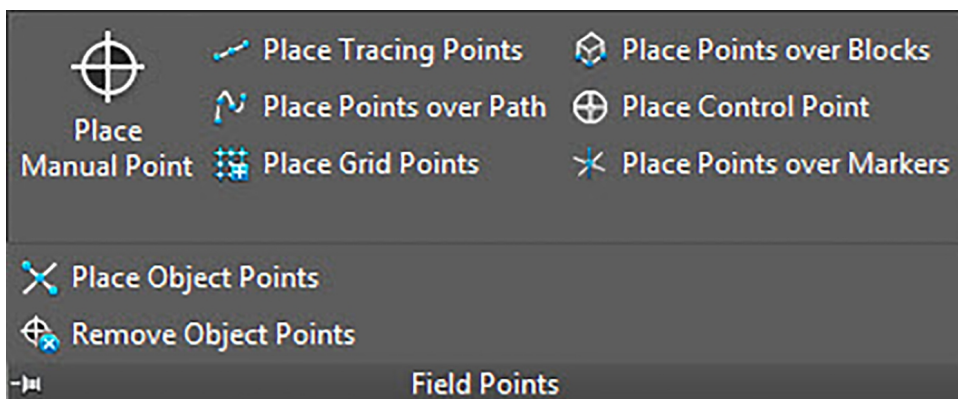 Place
Manual Point
Place Tracing Points
Place Points over Path
Place Grid Points
Place Points over Blocks
Place Control Point
Place Points over Markers
Place Object Points
Remove Object Points
Field Points